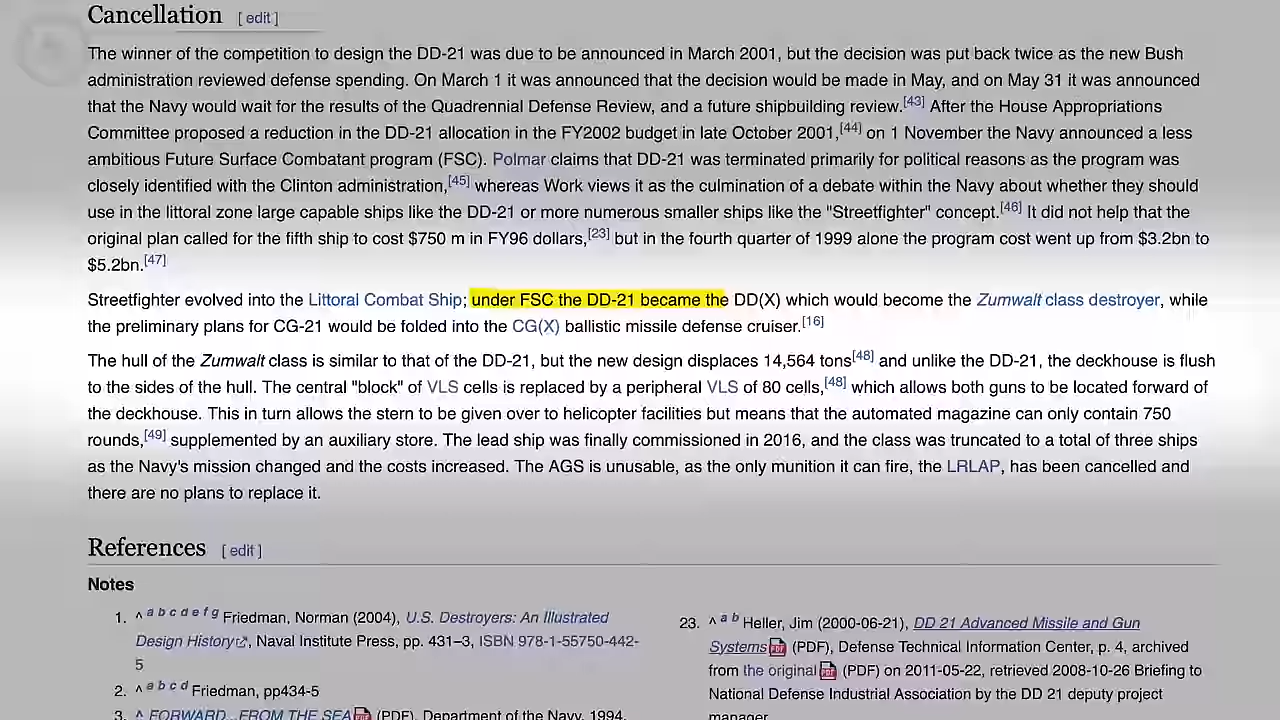 Cancellation [ edit ]
The winner of the competition to design the DD-21 was due to be announced in March 2001, but the decision was put back twice as the new Bush
administration reviewed defense spending. On March 1 it was announced that the decision would be made in May, and on May 31 it was announced
that the Navy would wait for the results of the Quadrennial Defense Review, and a future shipbuilding review.[43] After the House Appropriations
Committee proposed a reduction in the DD-21 allocation in the FY2002 budget in late October 2001,[44] on 1 November the Navy announced a less
ambitious Future Surface Combatant program (FSC). Polmar claims that DD-21 was terminated primarily for political reasons as the program was
closely identified with the Clinton administration,[45] whereas Work views it as the culmination of a debate within the Navy about whether they should
use in the littoral zone large capable ships like the DD-21 or more numerous smaller ships like the "Streetfighter" concept.[46] It did not help that the
original plan called for the fifth ship to cost $750 m in FY96 dollars,[23] but in the fourth quarter of 1999 alone the program cost went up from $3.2bn to
$5.2bn.[47]
Streetfighter evolved into the Littoral Combat Ship; under FSC the DD-21 became the DD(X) which would become the Zumwalt class destroyer, while
the preliminary plans for CG-21 would be folded into the CG(X) ballistic missile defense cruiser.[16]
The hull of the Zumwalt class is similar to that of the DD-21, but the new design displaces 14,564 tons[48] and unlike the DD-21, the deckhouse is flush
to the sides of the hull. The central "block" of VLS cells is replaced by a peripheral VLS of 80 cells,[48] which allows both guns to be located forward of
the deckhouse. This in turn allows the stern to be given over to helicopter facilities but means that the automated magazine can only contain 750
rounds,[49] supplemented by an auxiliary store. The lead ship was finally commissioned in 2016, and the class was truncated to a total of three ships
as the Navy's mission changed and the costs increased. The AGS is unusable, as the only munition it can fire, the LRLAP, has been cancelled and
there are no plans to replace it.
References [ edit ]
Notes
1. ^ a b c d e f g Friedman, Norman (2004), U.S. Destroyers: An Illustrated
Design History, Naval Institute Press, pp. 431–3, ISBN 978-1-55750-442-
5
2. ^ a b c d Friedman, pp434-5
3. ^ FORWARD...FROM THE SEA (PDF), Department of the Navy, 1994,
23. ^ a b Heller, Jim (2000-06-21), DD 21 Advanced Missile and Gun
Systems (PDF), Defense Technical Information Center, p. 4, archived
from the original (PDF) on 2011-05-22, retrieved 2008-10-26 Briefing to
National Defense Industrial Association by the DD 21 deputy project
manager